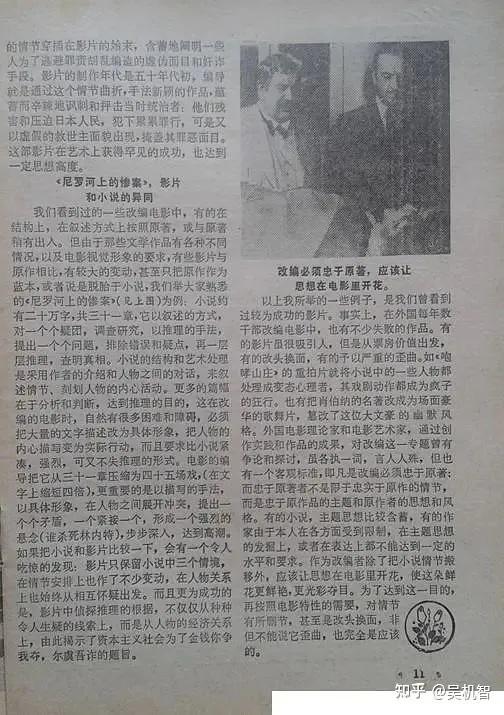 的情节穿插在影片的始末,含蓄地阐明一些
人为了逃避罪责胡乱编造的虚伪面目和奸诈
手段。影片的制作年代是五十年代初,编导
就是通过这个情节曲折,手法新颖的作品,蕴
蓄而辛辣地讽刺和抨击当时统治者:他们残
害和压迫日本人民,犯下累累罪行,可是又
以虚假的救世主面貌出现,掩盖其罪恶面目。
这部影片在艺术上获得罕见的成功,也达到
一定思想高度。
《尼罗河上的惨案》,影片
和小说的异同
我们看到过的一些改编电影中,有的在
结构上,在叙述方式上按照原著,或与原著
稍有出入。但由于那些文学作品有各种不同
情况,以及电影视觉形象的要求,有些影片与
原作相比,有较大的变动,甚至只把原作作为
蓝本,或者说是脱胎于小说,我们举大家熟悉
的《尼罗河上的惨案》(见上图)为例:小说约
有二十万字,共三十一章,它以叙述的方式,
对一个个疑团,调查研究,以推理的手法,
提出一个个问题,排除错误和疑点,再一层
层推理,查明真相。小说的结构和艺术处理
是采用作者的介绍和人物之间的对话,来叙
述情节、刻划人物的内心活动。更多的篇幅
在于分析和判断,达到推理的目的,这在改
编的电影时,自然有很多困难和障碍,必须
把大量的文字描述改为具体形象,把人物的
内心描写变为实际行动,而且要求比小说紧
凑,强烈,可又不失推理的形式。电影的编
导把它从三十一章压缩为四十五场戏,(在文
字上缩短四倍),更重要的是以描写的手法,
以具体形象,在人物之间展开冲突,提出一
个个矛盾,一个紧接一个,形成一个强烈的
悬念(谁杀死林内特),步步深入,达到高潮。
如果把小说和影片比较一下,会有一个令人
吃惊的发现:影片只保留小说中三个情境,
在情节安排上也作了不少变动,在人物关系
上也始终从相互怀疑出发。而且更为成功的
是,影片中侦探推理的根据,不仅仅从种种
令人生疑的线索上,而是从人物的经济关系
上,由此揭示了资本主义社会为了金钱你争
我夺,尔虞吾诈的题旨。
改编必须忠于原著,应该让
思想在电影里开花。
以上我所举的一些例子,是我们曾看到
过较为成功的影片。事实上,在外国每年数
千部改编电影中,也有不少失败的作品。有
的影片虽很吸引人,但是从票房价值出发,
有的改头换面,有的予以严重的歪曲。如《咆
哮山庄》的重拍片就将小说中的一些人物都
处理成变态心理者,其戏剧动作都成为疯子
的狂行。也有把肖伯纳的名著改成为场面豪
华的歌舞片,篡改了这位大文豪的幽默风
格。外国电影理论家和电影艺术家,通过创
作实践和作品的成果,对改编这一专题曾有
争论和探讨,虽各执一词,言人人殊,但也
有一个客观标准,即凡是改编必须忠于原著;
而忠于原著者不是即于忠实于原作的情节,
而是忠于原作品的主题和原作者的思想和风
格。有的小说,主题思想比较含蓄,有的作
家由于本人在各方面受到限制,在主题思想
的发掘上,或者在表达上都不能达到一定的
水平和要求。作为改编者除了把小说情节搬
移外,应该让思想在电影里开花,使这朵鲜
花更鲜艳,更光彩夺目。为了达到这一目的,
再按照电影特性的需要,对情节
有所删节,甚至是改头换面,非
但不能说它歪曲,也完全是应该
的。
11
知乎 @吴机智